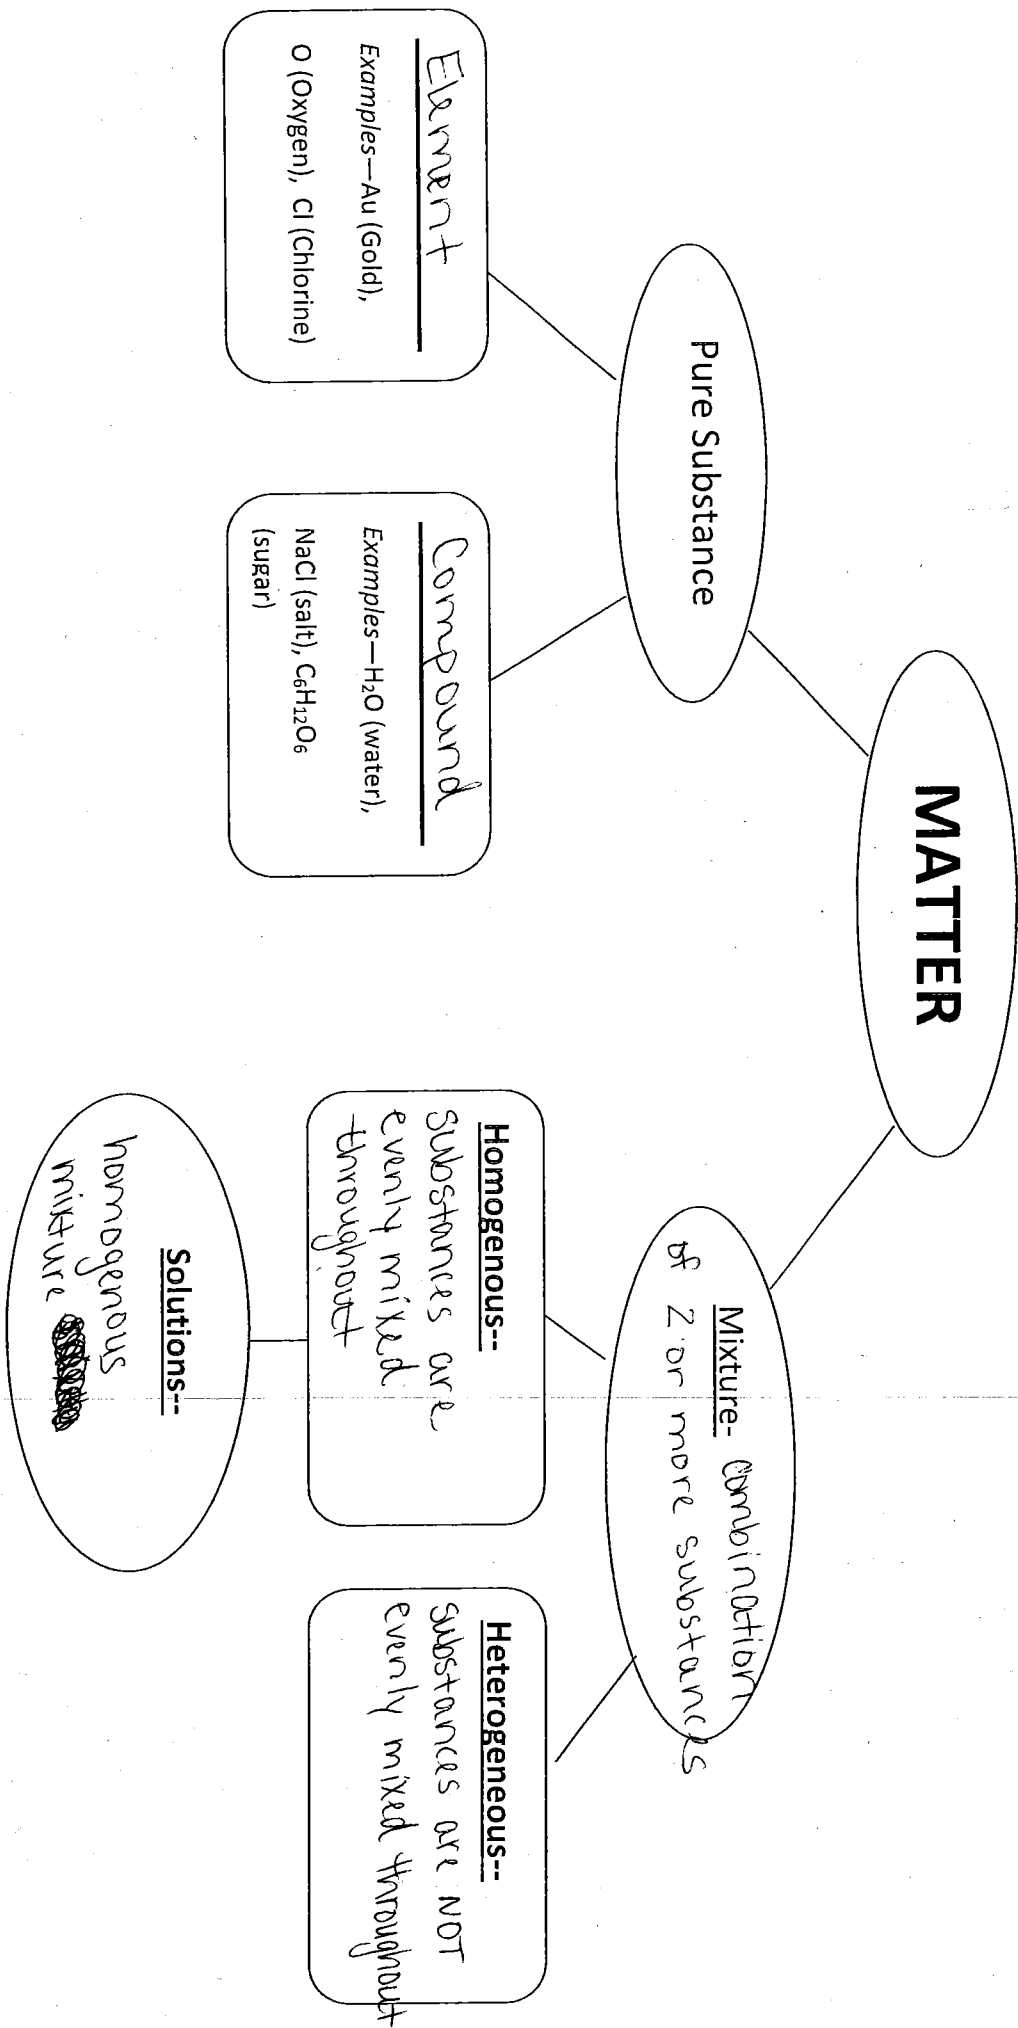 MATTER
Pure Substance
Mixture- combination
of 2 or more substances
Element
Examples—Au (Gold),
O (Oxygen), Cl (Chlorine)
Compound
Examples—H₂O (water),
NaCl (salt), C₆H₁₂O₆
(sugar)
Homogenous--
substances are
evenly mixed
throughout
Heterogeneous--
substances are NOT
evenly mixed throughout
Solutions--
homogenous
mixture